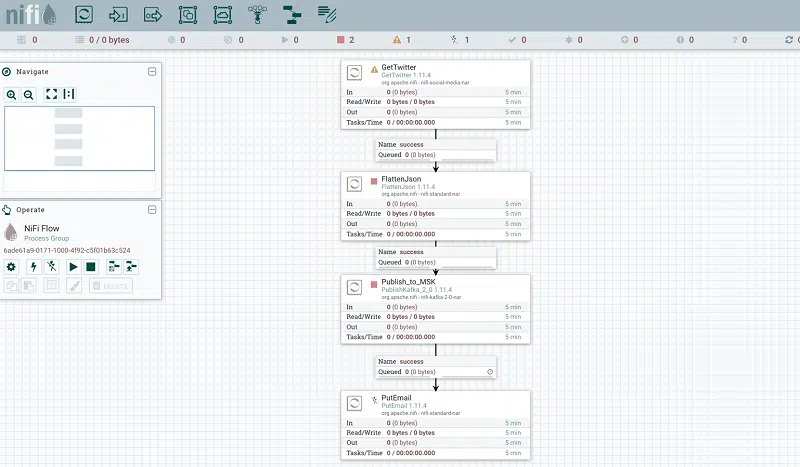 nifi
0 0 / 0 bytes 0 0 0 2 1 1 0 0 0 0 0 0
Navigate
Operate
NiFi Flow
Process Group
6ade61a9-0171-1000-4f92-c5f01b63c524
DELETE
GetTwitter
GetTwitter 1.11.4
org.apache.nifi - nifi-social-media-nar
In 0 (0 bytes) 5 min
Read/Write 0 bytes / 0 bytes 5 min
Out 0 (0 bytes) 5 min
Tasks/Time 0 / 00:00:00.000 5 min
Name success
Queued 0 (0 bytes)
FlattenJson
FlattenJson 1.11.4
org.apache.nifi - nifi-standard-nar
In 0 (0 bytes) 5 min
Read/Write 0 bytes / 0 bytes 5 min
Out 0 (0 bytes) 5 min
Tasks/Time 0 / 00:00:00.000 5 min
Name success
Queued 0 (0 bytes)
Publish_to_MSK
PublishKafka_2_0 1.11.4
org.apache.nifi - nifi-kafka-2-0-nar
In 0 (0 bytes) 5 min
Read/Write 0 bytes / 0 bytes 5 min
Out 0 (0 bytes) 5 min
Tasks/Time 0 / 00:00:00.000 5 min
Name success
Queued 0 (0 bytes)
PutEmail
PutEmail 1.11.4
org.apache.nifi - nifi-standard-nar
In 0 (0 bytes) 5 min
Read/Write 0 bytes / 0 bytes 5 min
Out 0 (0 bytes) 5 min
Tasks/Time 0 / 00:00:00.000 5 min